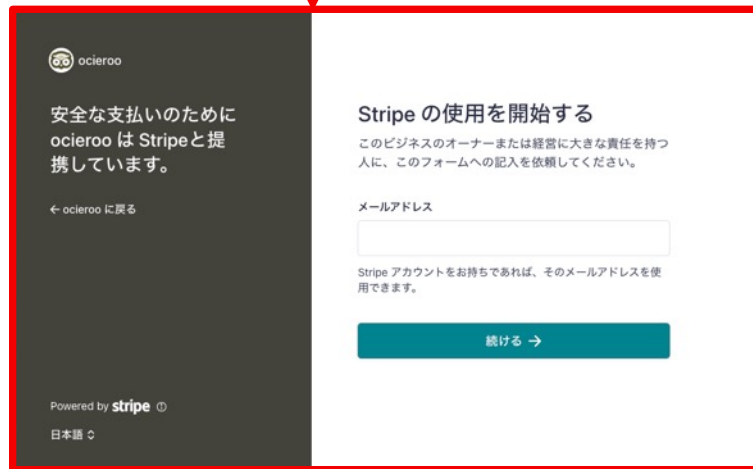 ocieroo
安全な支払いのために
ocieroo は Stripeと提
携しています。
← ocieroo に戻る
Powered by stripe
日本語
Stripe の使用を開始する
このビジネスのオーナーまたは経営に大きな責任を持つ
人に、このフォームへの記入を依頼してください。
メールアドレス
Stripe アカウントをお持ちであれば、そのメールアドレスを使
用できます。
続ける →